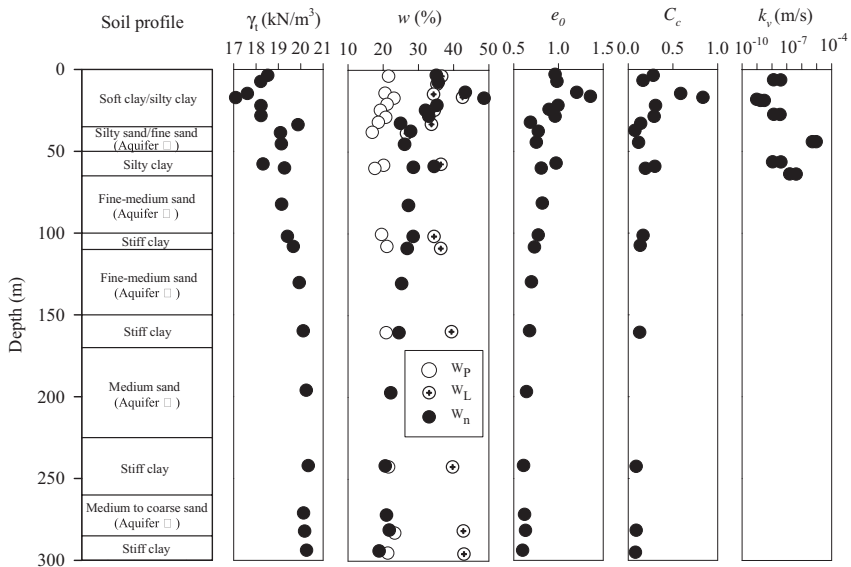 Soil profile
γt (kN/m³)
17 18 19 20 21
w (%)
10 20 30 40 50
e0
0.5 1.0 1.5
Cc
0.0 0.5 1.0
kv (m/s)
10-10 10-7 10-4
Depth (m)
0
50
100
150
200
250
300
Soft clay/silty clay
Silty sand/fine sand
(Aquifer □)
Silty clay
Fine-medium sand
(Aquifer □ )
Stiff clay
Fine-medium sand
(Aquifer □ )
Stiff clay
Medium sand
(Aquifer □ )
Stiff clay
Medium to coarse sand
(Aquifer □ )
Stiff clay
WP
WL
Wn